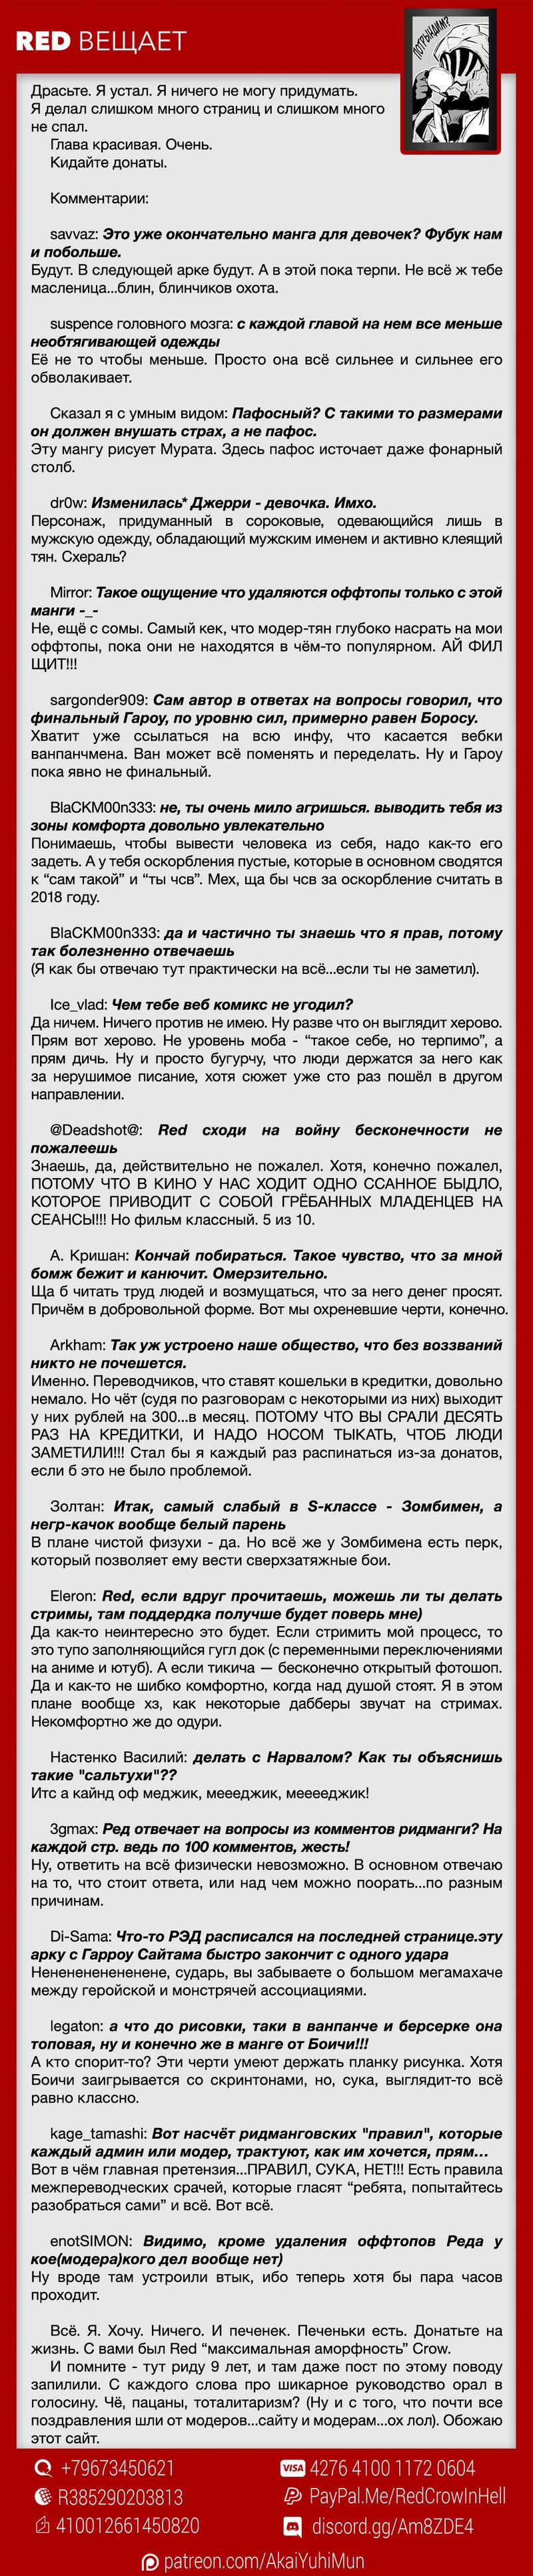 RED ВЕЩАЕТ
ПОТРЫНДИМ?
Драсьте. Я устал. Я ничего не могу придумать.
Я делал слишком много страниц и слишком много
не спал.
Глава красивая. Очень.
Кидайте донаты.
Комментарии:
savvaz: Это уже окончательно манга для девочек? Фубук нам
и побольше.
Будут. В следующей арке будут. А в этой пока терпи. Не всё ж тебе
масленица...блин, блинчиков охота.
suspence головного мозга: с каждой главой на нем все меньше
необтягивающей одежды
Её не то чтобы меньше. Просто она всё сильнее и сильнее его
обволакивает.
Сказал я с умным видом: Пафосный? С такими то размерами
он должен внушать страх, а не пафос.
Эту мангу рисует Мурата. Здесь пафос источает даже фонарный
столб.
dr0w: Изменилась* Джерри - девочка. Имхо.
Персонаж, придуманный в сороковые, одевающийся лишь в
мужскую одежду, обладающий мужским именем и активно клеящий
тян. Схераль?
Mirror: Такое ощущение что удаляются оффтопы только с этой
манги -_-
Не, ещё с сомы. Самый кек, что модер-тян глубоко насрать на мои
оффтопы, пока они не находятся в чём-то популярном. АЙ ФИЛ
ЩИТ!!!
sargonder909: Сам автор в ответах на вопросы говорил, что
финальный Гароу, по уровню сил, примерно равен Боросу.
Хватит уже ссылаться на всю инфу, что касается вебки
ванпанчмена. Ван может всё поменять и переделать. Ну и Гароу
пока явно не финальный.
BlaCKM00n333: не, ты очень мило агришься. выводить тебя из
зоны комфорта довольно увлекательно
Понимаешь, чтобы вывести человека из себя, надо как-то его
задеть. А у тебя оскорбления пустые, которые в основном сводятся
к “сам такой” и “ты чсв”. Мех, ща бы чсв за оскорбление считать в
2018 году.
BlaCKM00n333: да и частично ты знаешь что я прав, потому
так болезненно отвечаешь
(Я как бы отвечаю тут практически на всё...если ты не заметил).
Ice_vlad: Чем тебе веб комикс не угодил?
Да ничем. Ничего против не имею. Ну разве что он выглядит херово.
Прям вот херово. Не уровень моба - “такое себе, но терпимо”, а
прям дичь. Ну и просто бугурчу, что люди держатся за него как
за нерушимое писание, хотя сюжет уже сто раз пошёл в другом
направлении.
@Deadshot@: Red сходи на войну бесконечности не
пожалеешь
Знаешь, да, действительно не пожалел. Хотя, конечно пожалел,
ПОТОМУ ЧТО В КИНО У НАС ХОДИТ ОДНО ССАННОЕ БЫДЛО,
КОТОРОЕ ПРИВОДИТ С СОБОЙ ГРЁБАННЫХ МЛАДЕНЦЕВ НА
СЕАНСЫ!!! Но фильм классный. 5 из 10.
А. Кришан: Кончай побираться. Такое чувство, что за мной
бомж бежит и канючит. Омерзительно.
Ща б читать труд людей и возмущаться, что за него денег просят.
Причём в добровольной форме. Вот мы охреневшие черти, конечно.
Arkham: Так уж устроено наше общество, что без воззваний
никто не почешется.
Именно. Переводчиков, что ставят кошельки в кредитки, довольно
немало. Но чёт (судя по разговорам с некоторыми из них) выходит
у них рублей на 300...в месяц. ПОТОМУ ЧТО ВЫ СРАЛИ ДЕСЯТЬ
РАЗ НА КРЕДИТКИ, И НАДО НОСОМ ТЫКАТЬ, ЧТОБ ЛЮДИ
ЗАМЕТИЛИ!!! Стал бы я каждый раз распинаться из-за донатов,
если б это не было проблемой.
Золтан: Итак, самый слабый в S-классе - Зомбимен, а
негр-качок вообще белый парень
В плане чистой физухи - да. Но всё же у Зомбимена есть перк,
который позволяет ему вести сверхзатяжные бои.
Eleron: Red, если вдруг прочитаешь, можешь ли ты делать
стримы, там поддердка получше будет поверь мне)
Да как-то неинтересно это будет. Если стримить мой процесс, то
это тупо заполняющийся гугл док (с переменными переключениями
на аниме и ютуб). А если тикича — бесконечно открытый фотошоп.
Да и как-то не шибко комфортно, когда над душой стоят. Я в этом
плане вообще хз, как некоторые дабберы звучат на стримах.
Некомфортно же до одури.
Настенко Василий: делать с Нарвалом? Как ты объяснишь
такие "сальтухи"??
Итс а кайнд оф меджик, меееджик, мееееджик!
3gmax: Ред отвечает на вопросы из комментов ридманги? На
каждой стр. ведь по 100 комментов, жесть!
Ну, ответить на всё физически невозможно. В основном отвечаю
на то, что стоит ответа, или над чем можно поорать...по разным
причинам.
Di-Sama: Что-то РЭД расписался на последней странице.эту
арку с Гарроу Сайтама быстро закончит с одного удара
Нененененененене, сударь, вы забываете о большом мегамахаче
между геройской и монстрячей ассоциациями.
legaton: а что до рисовки, таки в ванпанче и берсерке она
топовая, ну и конечно же в манге от Боичи!!!
А кто спорит-то? Эти черти умеют держать планку рисунка. Хотя
Боичи заигрывается со скринтонами, но, сука, выглядит-то всё
равно классно.
kage_tamashi: Вот насчёт ридманговских "правил", которые
каждый админ или модер, трактуют, как им хочется, прям...
Вот в чём главная претензия...ПРАВИЛ, СУКА, НЕТ!!! Есть правила
межпереводческих срачей, которые гласят “ребята, попытайтесь
разобраться сами” и всё. Вот всё.
enotSIMON: Видимо, кроме удаления оффтопов Реда у
кое(модера)кого дел вообще нет)
Ну вроде там устроили втык, ибо теперь хотя бы пара часов
проходит.
Всё. Я. Хочу. Ничего. И печенек. Печеньки есть. Донатьте на
жизнь. С вами был Red “максимальная аморфность” Crow.
И помните - тут риду 9 лет, и там даже пост по этому поводу
запилили. С каждого слова про шикарное руководство орал в
голосину. Чё, пацаны, тоталитаризм? (Ну и с того, что почти все
поздравления шли от модеров...сайту и модерам...ох лол). Обожаю
этот сайт.
+79673450621
VISA 4276 4100 1172 0604
R385290203813
PayPal.Me/RedCrowInHell
410012661450820
discord.gg/Am8ZDE4
patreon.com/AkaiYuhiMun